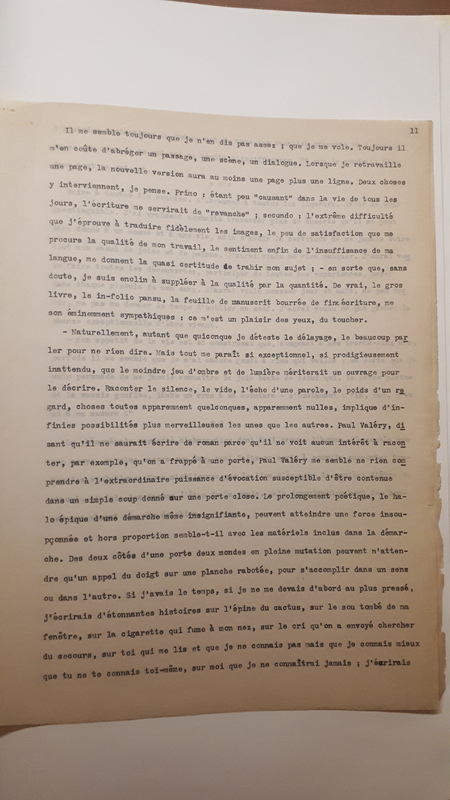 11
Il me semble toujours que je n'en dis pas assez ; que je me vole. Toujours il
m'en coûte d'abréger un passage, une scène, un dialogue. Lorsque je retravaille
une page, la nouvelle version aura au moins une page plus une ligne. Deux choses
y interviennent, je pense. Primo : étant peu "causant" dans la vie de tous les
jours, l'écriture me servirait de "revanche" ; secundo : l'extrême difficulté
que j'éprouve à traduire fidèlement les images, le peu de satisfaction que me
procure la qualité de mon travail, le sentiment enfin de l'insuffisance de ma
langue, me donnent la quasi certitude de trahir mon sujet ; - en sorte que, sans
doute, je suis enclin à suppléer à la qualité par la quantité. De vrai, le gros
livre, le in-folio pansu, la feuille de manuscrit bourrée de fine écriture, me
son éminemment sympathiques : ce m'est un plaisir des yeux, du toucher.
- Naturellement, autant que quiconque je déteste le délayage, le beaucoup par
ler pour ne rien dire. Mais tout me paraît si exceptionnel, si prodigieusement
inattendu, que le moindre jeu d'ombre et de lumière mériterait un ouvrage pour
le décrire. Raconter le silence, le vide, l'écho d'une parole, le poids d'un re
gard, choses toutes apparemment quelconques, apparemment nulles, implique d'in-
finies possibilités plus merveilleuses les unes que les autres. Paul Valéry, di
sant qu'il ne saurait écrire de roman parce qu'il ne voit aucun intérêt à racon
ter, par exemple, qu'on a frappé à une porte, Paul Valéry me semble ne rien com
prendre à l'extraordinaire puissance d'évocation susceptible d'être contenue
dans un simple coup donné sur une porte close. Le prolongement poétique, le ha-
lo épique d'une démarche même insignifiante, peuvent atteindre une force insou-
pçonnée et hors proportion semble-t-il avec les matériels inclus dans la démar-
che. Des deux côtés d'une porte deux mondes en pleine mutation peuvent n'atten-
dre qu'un appel du doigt sur une planche rabotée, pour s'accomplir dans un sens
ou dans l'autre. Si j'avais le temps, si je ne me devais d'abord au plus pressé,
j'écrirais d'étonnantes histoires sur l'épine du cactus, sur le sou tombé de ma
fenêtre, sur la cigarette qui fume à mon nez, sur le cri qu'on a envoyé chercher
du secours, sur toi qui me lis et que je ne connais pas mais que je connais mieux
que tu ne te connais toi-même, sur moi que je ne connaîtrai jamais ; j'écrirais